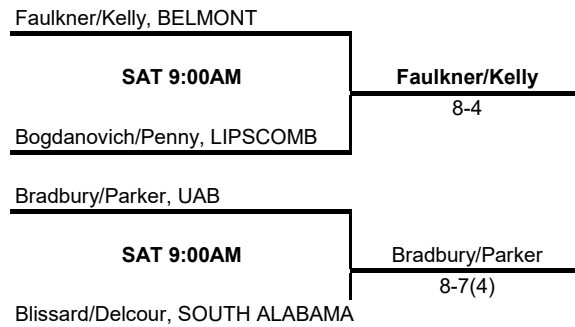 Faulkner/Kelly, BELMONT
SAT 9:00AM
Faulkner/Kelly
8-4
Bogdanovich/Penny, LIPSCOMB
Bradbury/Parker, UAB
SAT 9:00AM
Bradbury/Parker
8-7(4)
Blissard/Delcour, SOUTH ALABAMA